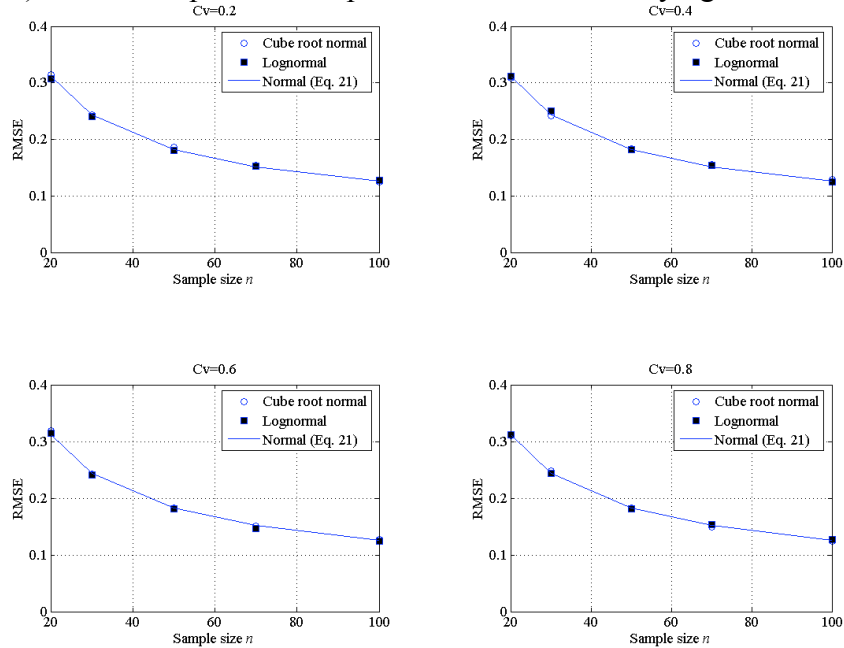 Cv=0.2
0.4
0.3
0.2
0.1
0
RMSE
Cube root normal
Lognormal
Normal (Eq. 21)
20 40 60 80 100
Sample size n
Cv=0.4
0.4
0.3
0.2
0.1
0
RMSE
Cube root normal
Lognormal
Normal (Eq. 21)
20 40 60 80 100
Sample size n
Cv=0.6
0.4
0.3
0.2
0.1
0
RMSE
Cube root normal
Lognormal
Normal (Eq. 21)
20 40 60 80 100
Sample size n
Cv=0.8
0.4
0.3
0.2
0.1
0
RMSE
Cube root normal
Lognormal
Normal (Eq. 21)
20 40 60 80 100
Sample size n